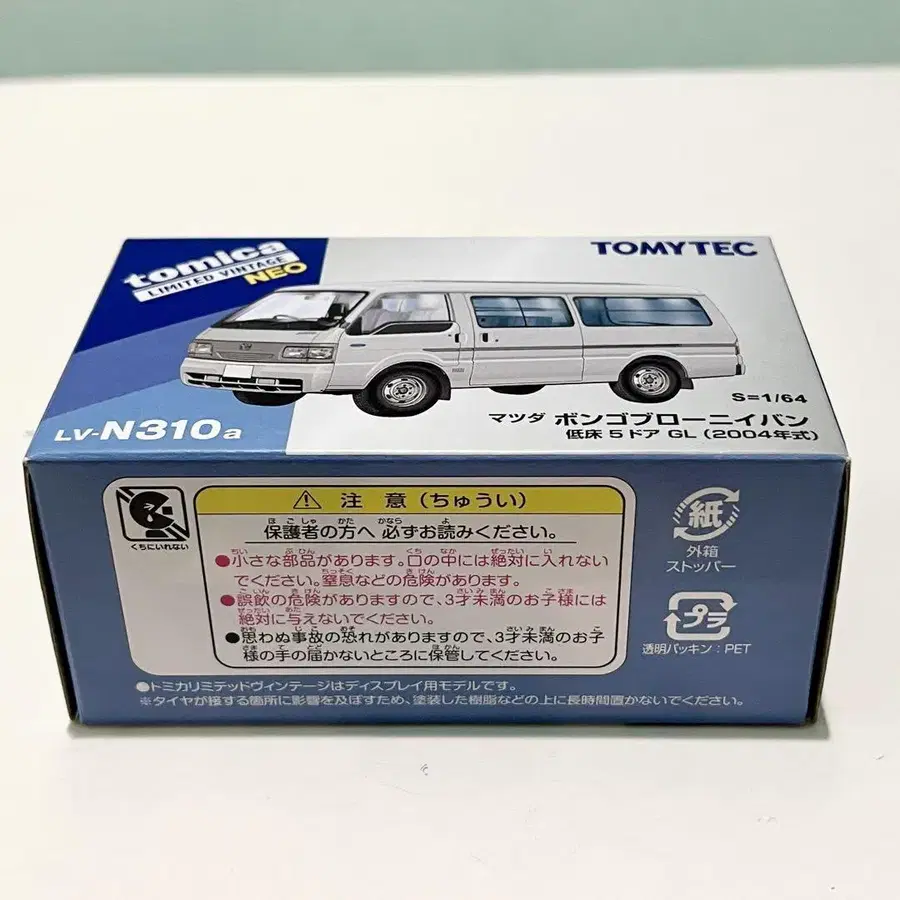 tomica
LIMITED VINTAGE
NEO
TOMYTEC
S=1/64
LV-N310a
マツダ ボンゴブローニイバン
低床 5ドア GL (2004年式)
くちにいれない
⚠ 注 意 (ちゅうい)
保護者の方へ 必ずお読みください。
●小さな部品があります。口の中には絶対に入れない
でください。窒息などの危険があります。
●誤飲の危険がありますので、3才未満のお子様には
絶対に与えないでください。
●思わぬ事故の恐れがありますので、3才未満のお子
様の手の届かないところに保管してください。
紙
外箱
ストッパー
プラ
透明パッキン:PET
●トミカリミテッドヴィンテージはディスプレイ用モデルです。
※タイヤが接する箇所に影響を及ぼすため、塗装した樹脂などの上に長時間置かないでください。